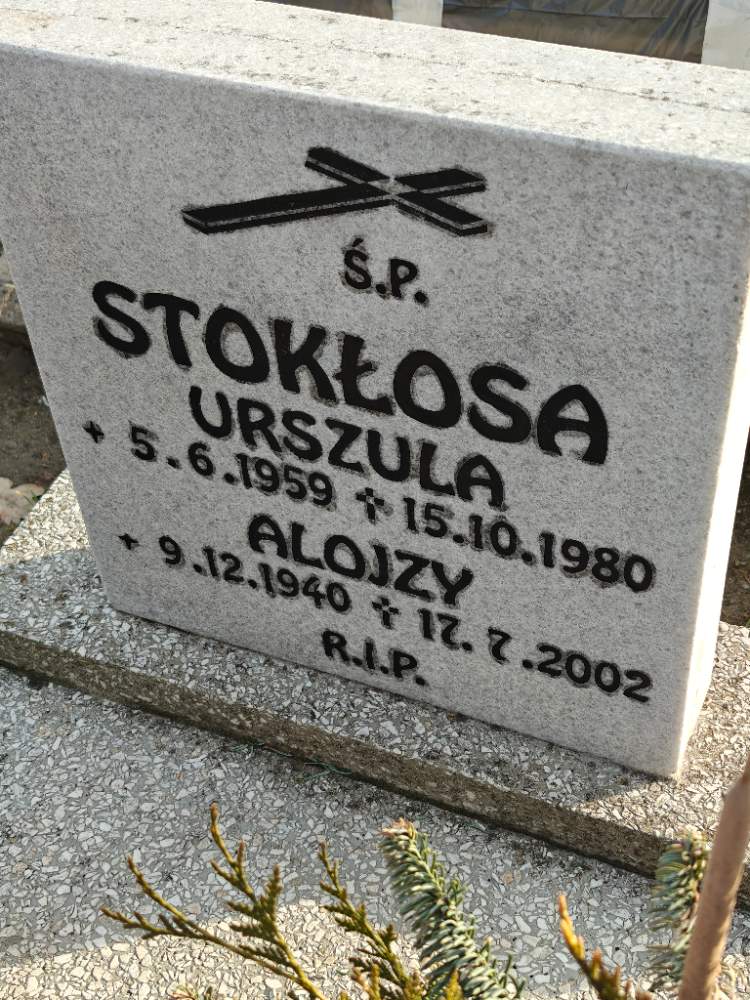 Ś.P.
STOKŁOSA
URSZULA
+ 5.6.1959 ✝ 15.10.1980
ALOJZY
+ 9.12.1940 ✝ 17.7.2002
R.I.P.